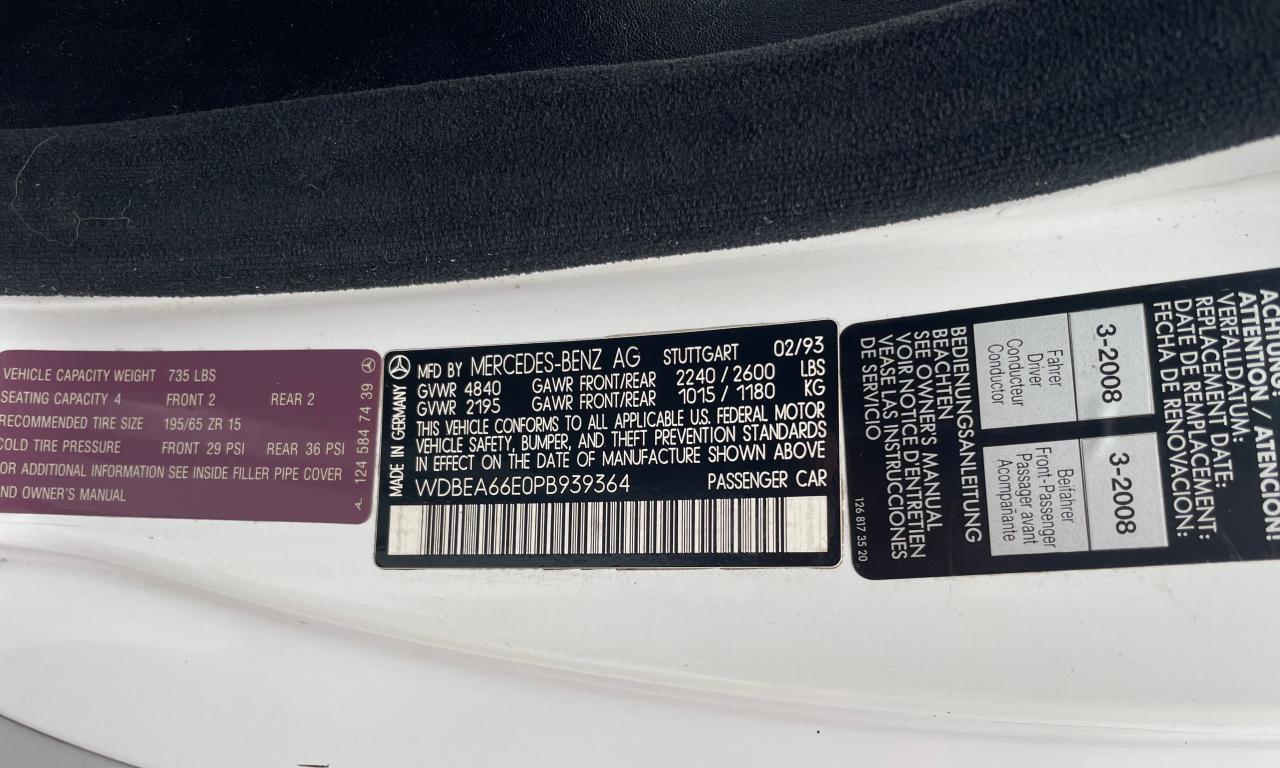 VEHICLE CAPACITY WEIGHT 735 LBS
SEATING CAPACITY 4 FRONT 2 REAR 2
RECOMMENDED TIRE SIZE 195/65 ZR 15
COLD TIRE PRESSURE FRONT 29 PSI REAR 36 PSI
OR ADDITIONAL INFORMATION SEE INSIDE FILLER PIPE COVER
ND OWNER'S MANUAL
A 124 584 74 39
MADE IN GERMANY
MFD BY MERCEDES-BENZ AG STUTTGART 02/93
GVWR 4840 GAWR FRONT/REAR 2240 / 2600 LBS
GVWR 2195 GAWR FRONT/REAR 1015 / 1180 KG
THIS VEHICLE CONFORMS TO ALL APPLICABLE U.S. FEDERAL MOTOR
VEHICLE SAFETY, BUMPER, AND THEFT PREVENTION STANDARDS
IN EFFECT ON THE DATE OF MANUFACTURE SHOWN ABOVE
WDBEA66E0PB939364 PASSENGER CAR
ACHTUNG!
ATTENTION / ATENCION!
VERFALLDATUM:
REPLACEMENT DATE:
DATE DE REMPLACEMENT:
FECHA DE RENOVACION:
3-2008
Fahrer
Driver
Conducteur
Conductor
3-2008
Beifahrer
Front-Passenger
Passager avant
Acompañante
BEDIENUNGSANLEITUNG
BEACHTEN
SEE OWNER'S MANUAL
VOIR NOTICE D'ENTRETIEN
VEASE LAS INSTRUCCIONES
DE SERVICIO
126 817 35 20